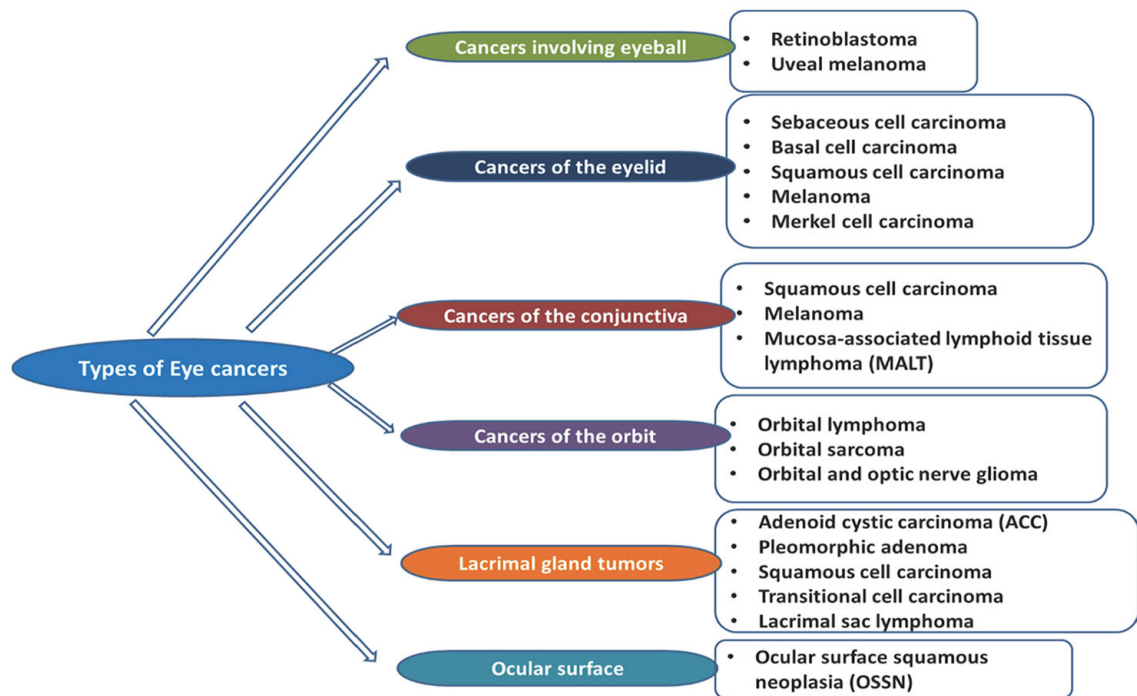 Cancers involving eyeball
• Retinoblastoma
• Uveal melanoma
Cancers of the eyelid
• Sebaceous cell carcinoma
• Basal cell carcinoma
• Squamous cell carcinoma
• Melanoma
• Merkel cell carcinoma
Types of Eye cancers
Cancers of the conjunctiva
• Squamous cell carcinoma
• Melanoma
• Mucosa-associated lymphoid tissue
lymphoma (MALT)
Cancers of the orbit
• Orbital lymphoma
• Orbital sarcoma
• Orbital and optic nerve glioma
Lacrimal gland tumors
• Adenoid cystic carcinoma (ACC)
• Pleomorphic adenoma
• Squamous cell carcinoma
• Transitional cell carcinoma
• Lacrimal sac lymphoma
Ocular surface
• Ocular surface squamous
neoplasia (OSSN)